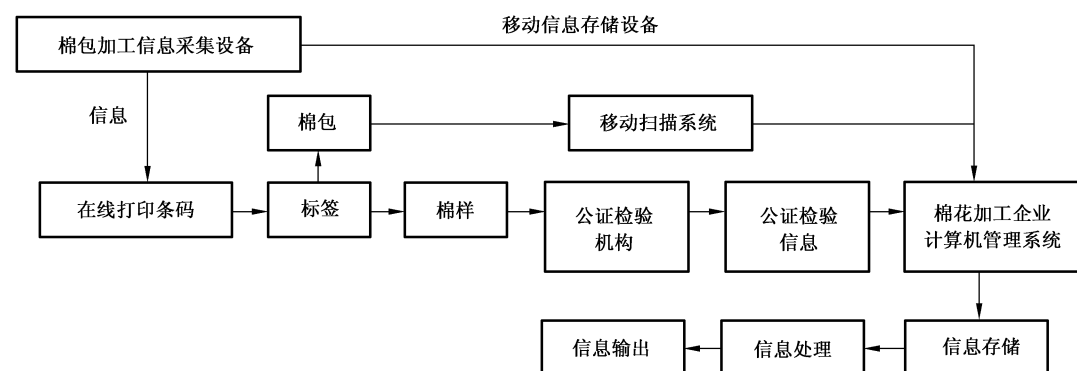 移动信息存储设备
棉包加工信息采集设备
信息
棉包
移动扫描系统
在线打印条码
标签
棉样
公证检验
机构
公证检验
信息
棉花加工企业
计算机管理系统
信息输出
信息处理
信息存储